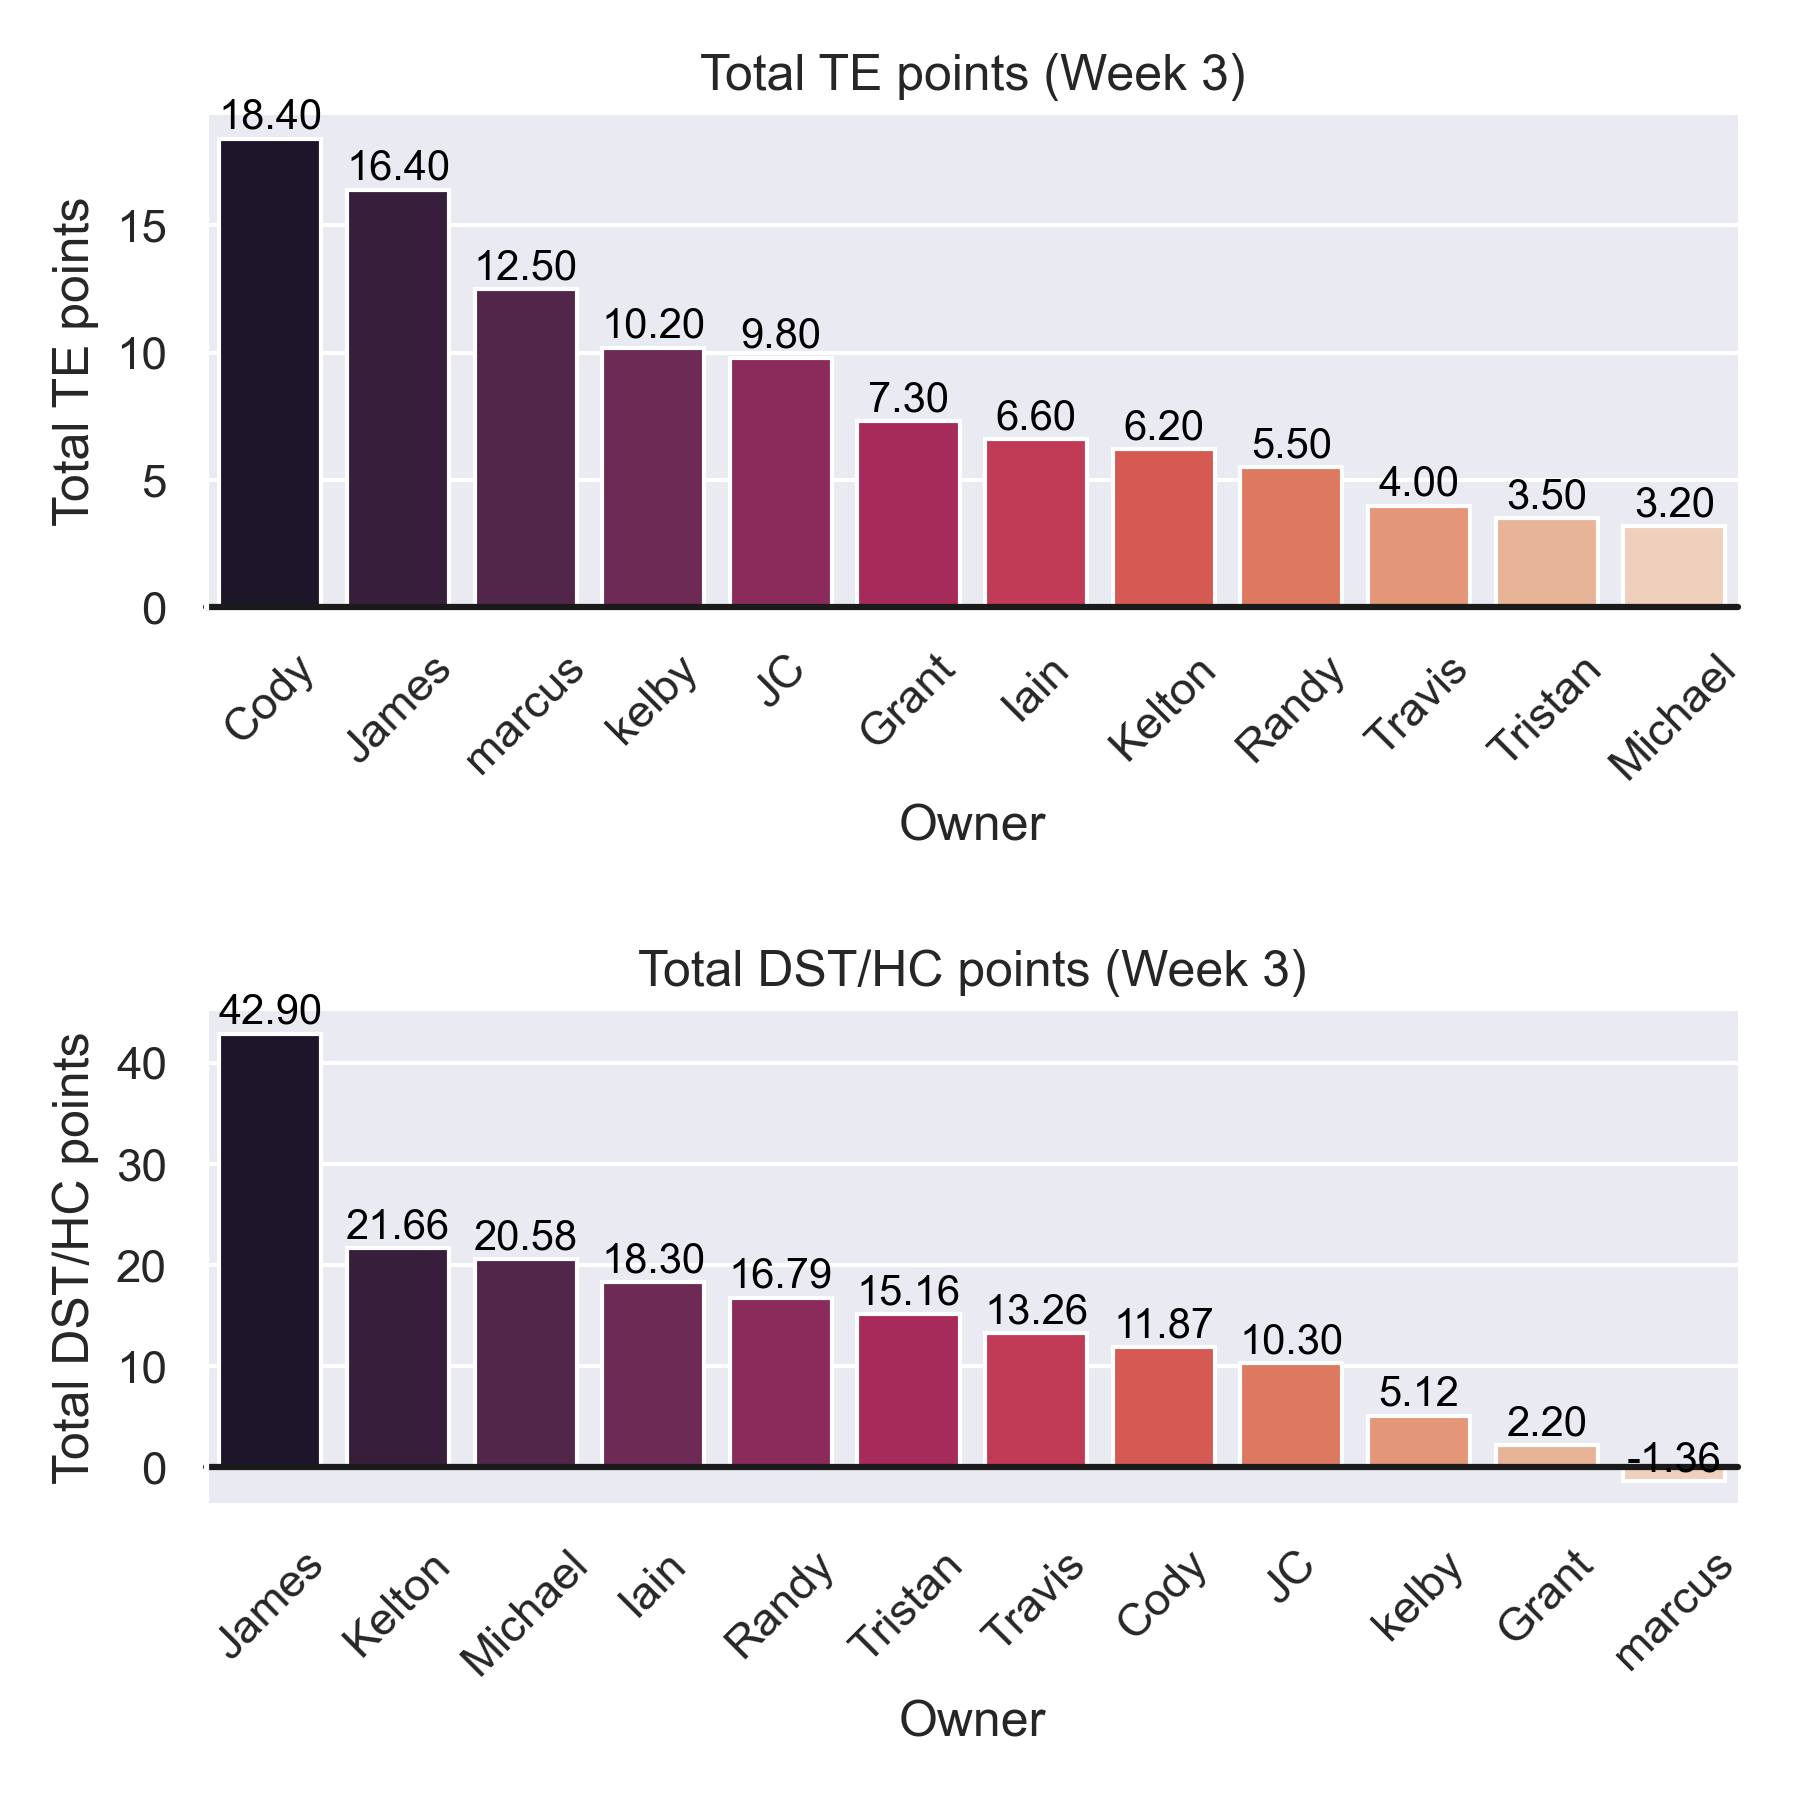 Total TE points (Week 3)
18.40
16.40
12.50
10.20
9.80
7.30
6.60
6.20
5.50
4.00
3.50
3.20
Total TE points
15
10
5
0
Cody
James
marcus
kelby
JC
Grant
Iain
Kelton
Randy
Travis
Tristan
Michael
Owner
Total DST/HC points (Week 3)
42.90
21.66
20.58
18.30
16.79
15.16
13.26
11.87
10.30
5.12
2.20
-1.36
Total DST/HC points
40
30
20
10
0
James
Kelton
Michael
Iain
Randy
Tristan
Travis
Cody
JC
kelby
Grant
marcus
Owner